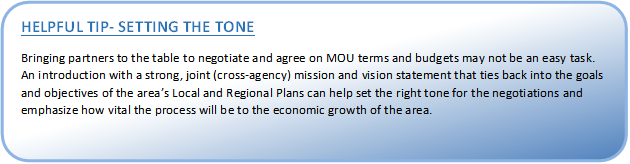 HELPFUL TIP- SETTING THE TONE
Bringing partners to the table to negotiate and agree on MOU terms and budgets may not be an easy task.
An introduction with a strong, joint (cross-agency) mission and vision statement that ties back into the goals
and objectives of the area's Local and Regional Plans can help set the right tone for the negotiations and
emphasize how vital the process will be to the economic growth of the area.